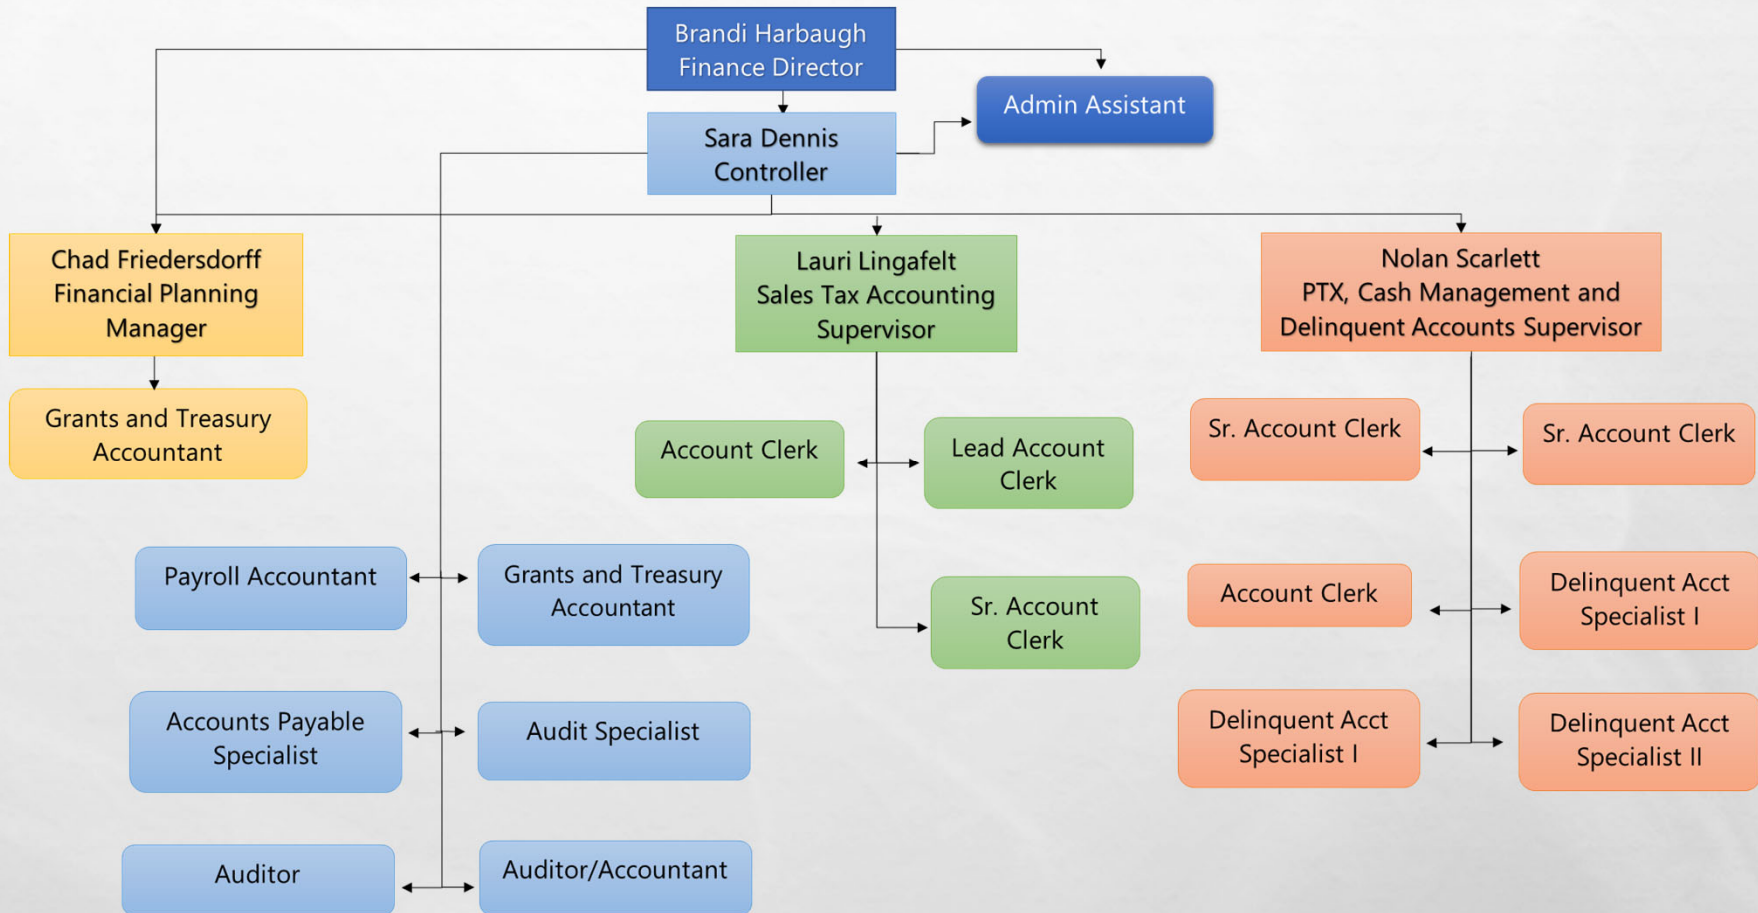 Brandi Harbaugh
Finance Director
Admin Assistant
Sara Dennis
Controller
Chad Friedersdorff
Financial Planning
Manager
Lauri Lingafelt
Sales Tax Accounting
Supervisor
Nolan Scarlett
PTX, Cash Management and
Delinquent Accounts Supervisor
Grants and Treasury
Accountant
Account Clerk
Lead Account
Clerk
Sr. Account Clerk
Sr. Account Clerk
Payroll Accountant
Grants and Treasury
Accountant
Sr. Account
Clerk
Account Clerk
Delinquent Acct
Specialist I
Accounts Payable
Specialist
Audit Specialist
Delinquent Acct
Specialist I
Delinquent Acct
Specialist II
Auditor
Auditor/Accountant